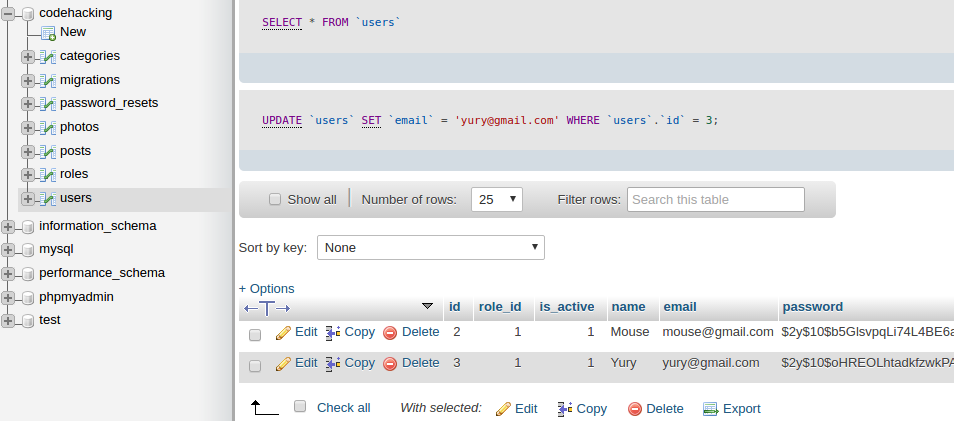 codehacking
New
categories
migrations
password_resets
photos
posts
roles
users
information_schema
mysql
performance_schema
phpmyadmin
test
SELECT * FROM `users`
UPDATE `users` SET `email` = 'yury@gmail.com' WHERE `users`.`id` = 3;
Show all Number of rows: 25 Filter rows: Search this table
Sort by key: None
+ Options
id role_id is_active name email password
Edit Copy Delete 2 1 1 Mouse mouse@gmail.com $2y$10$b5GlsvpqLi74L4BE6a
Edit Copy Delete 3 1 1 Yury yury@gmail.com $2y$10$oHREOLhtadkfzwkPA
Check all With selected: Edit Copy Delete Export